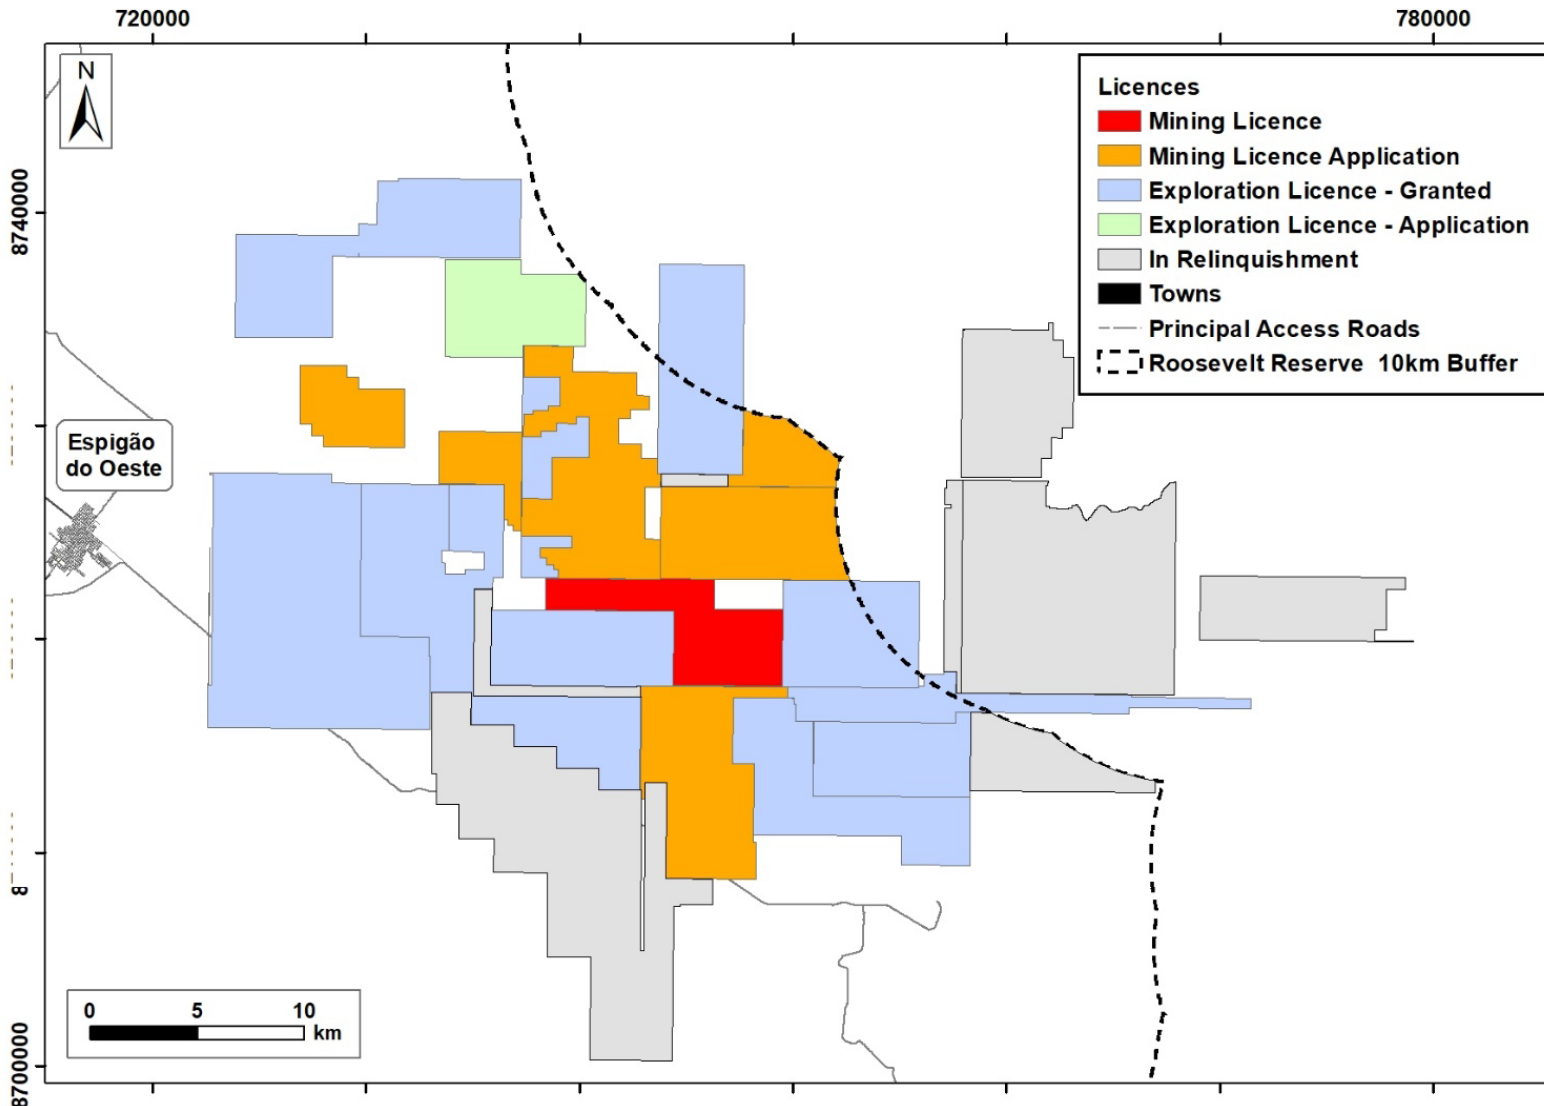 720000
780000
N
Licences
Mining Licence
Mining Licence Application
8740000
Exploration Licence - Granted
Exploration Licence - Application
In Relinquishment
Towns
Principal Access Roads
Roosevelt Reserve 10km Buffer
Espigão
do Oeste
0 5 10
km
8700000